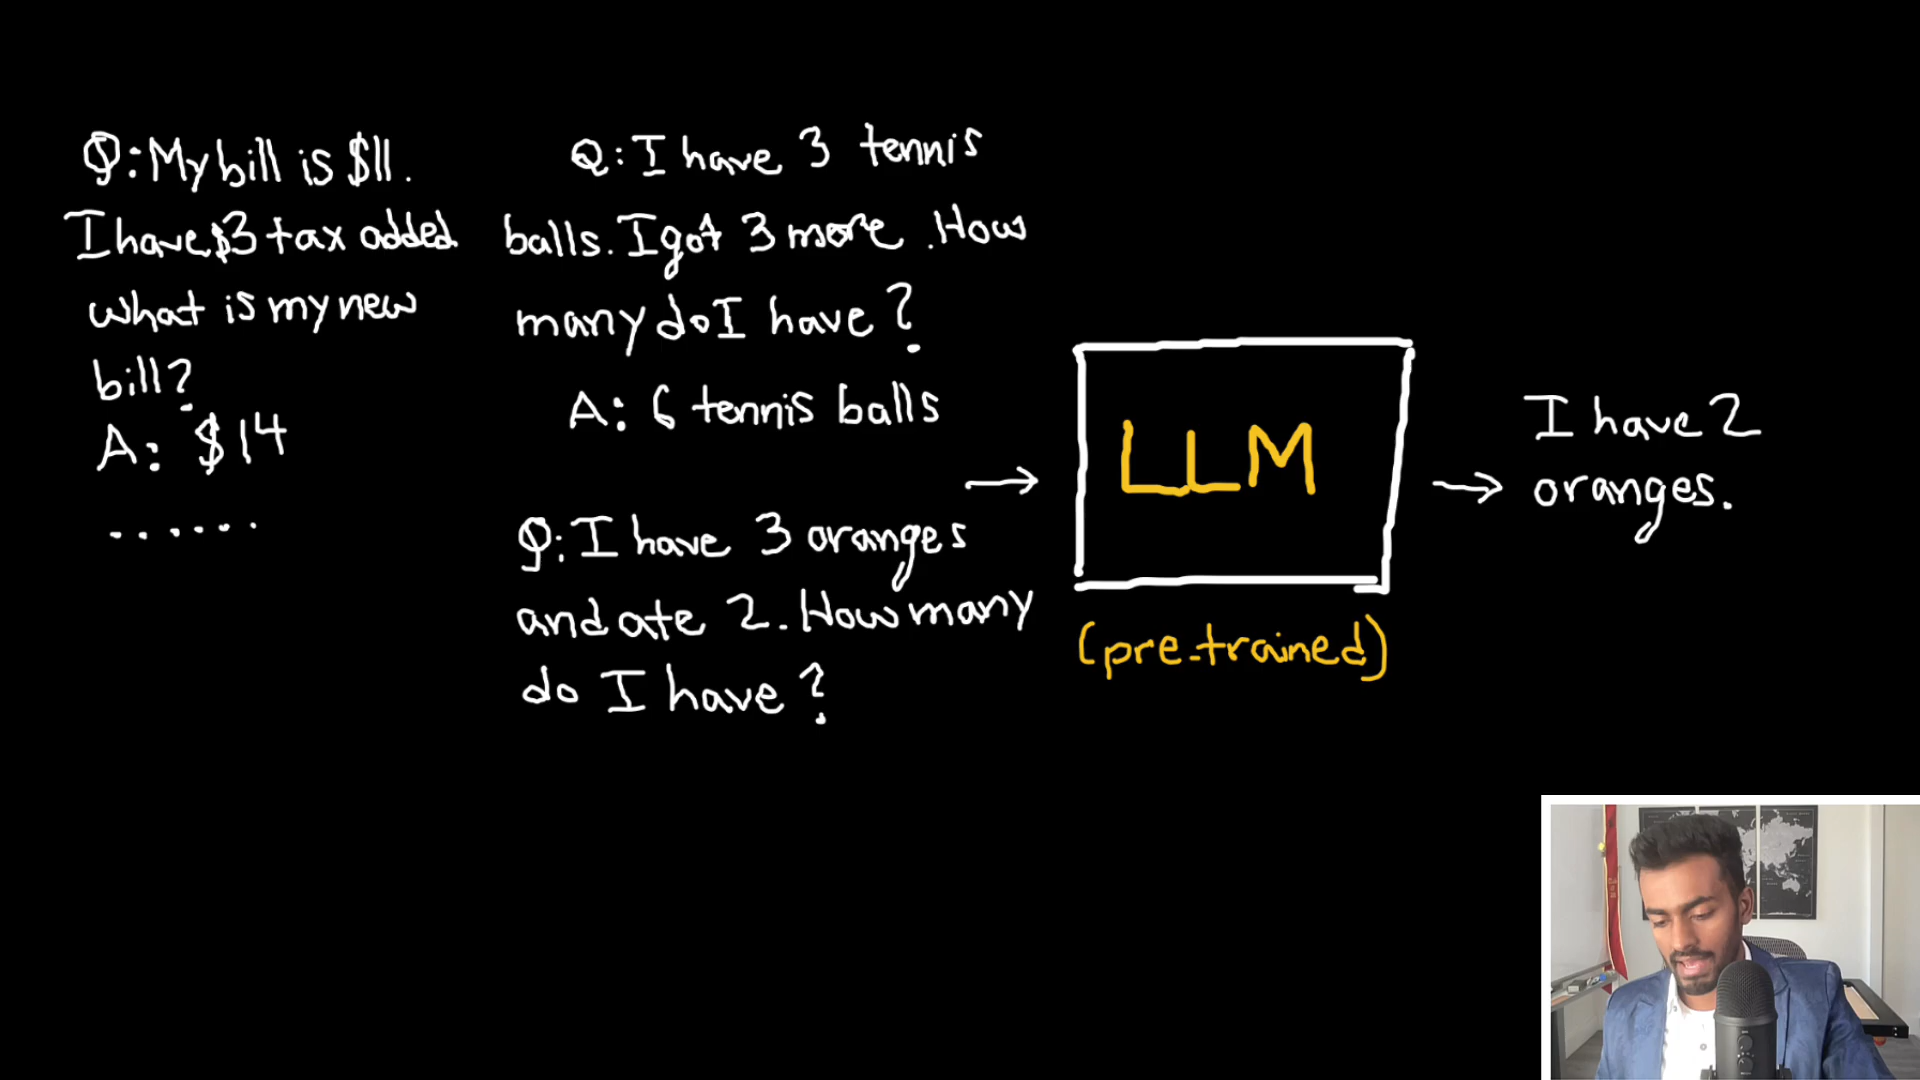 Q: My bill is $11.
I have $3 tax added
what is my new
bill?
A: $14
.......
Q: I have 3 tennis
balls. I got 3 more. How
many do I have?
A: 6 tennis balls
Q: I have 3 oranges
and ate 2. How many
do I have?
LLM
(pre-trained)
I have 2
oranges.